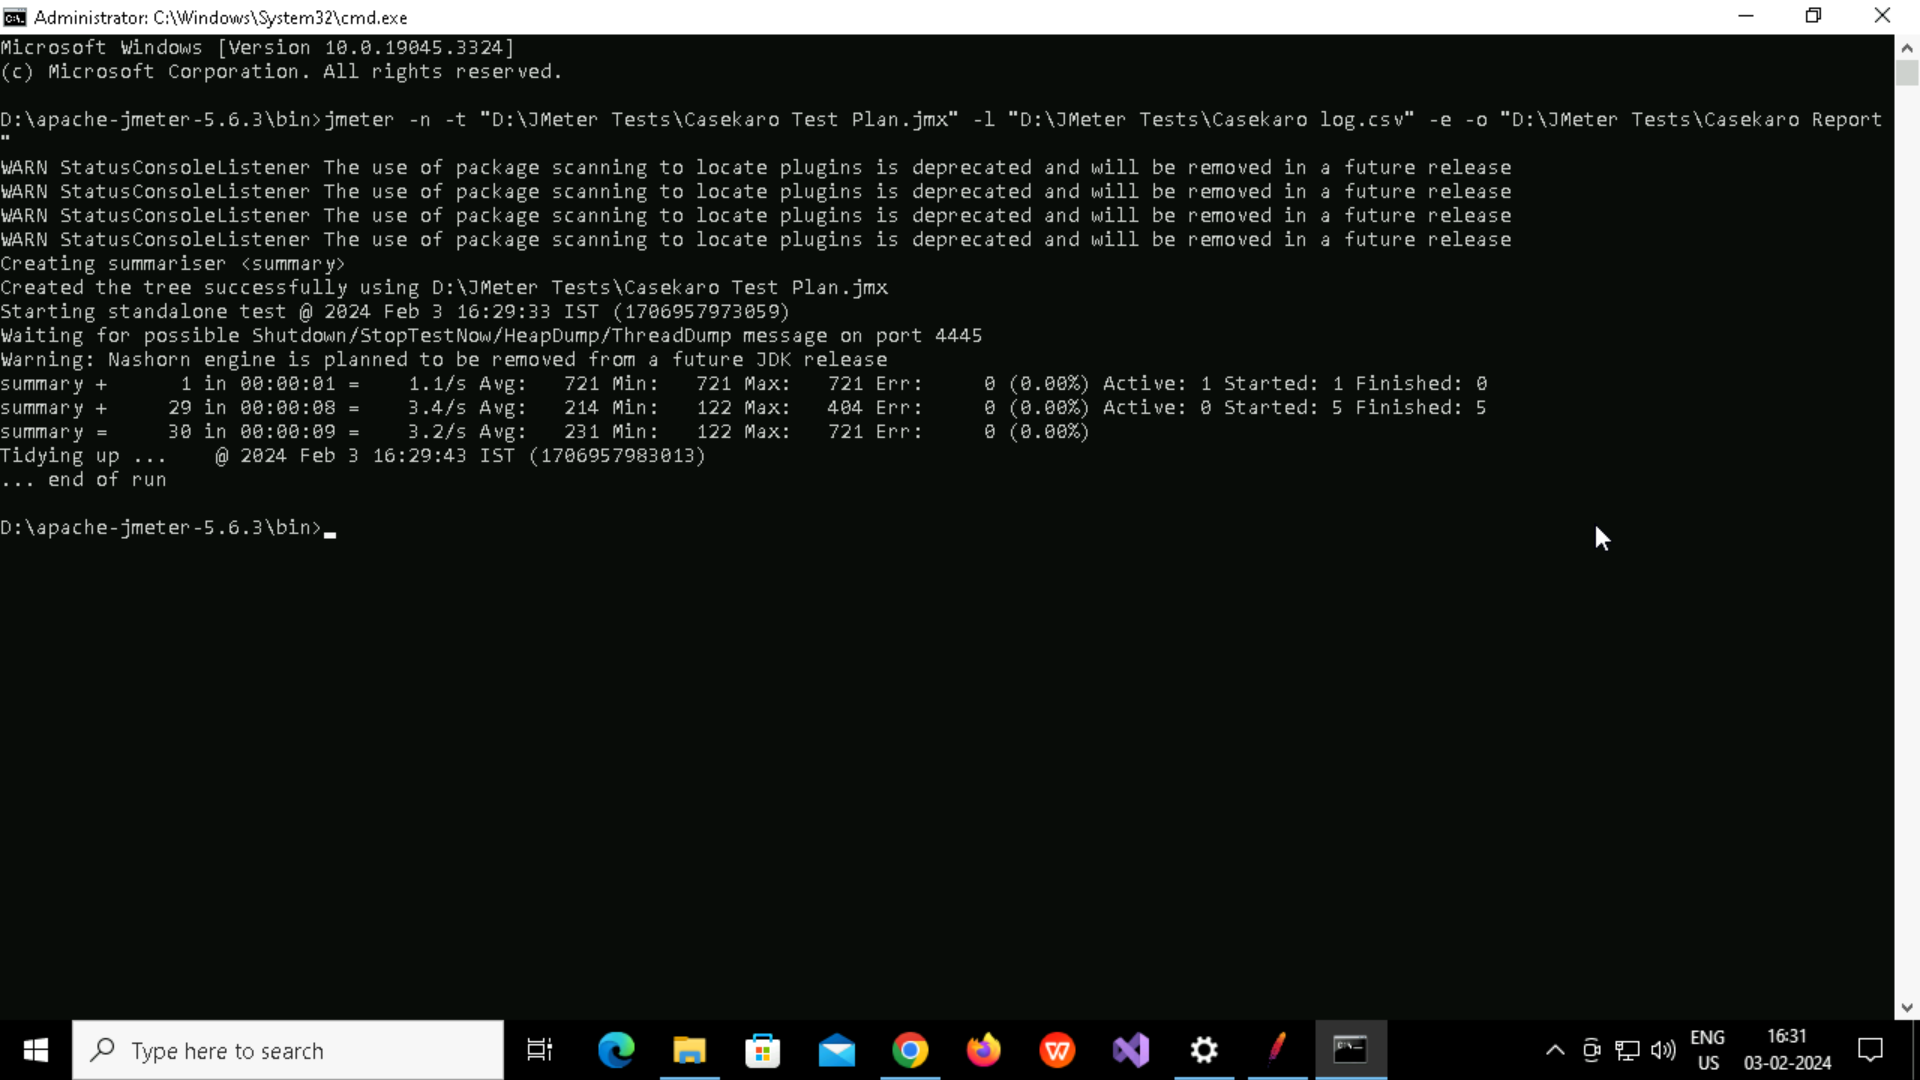 Administrator: C:\Windows\System32\cmd.exe
Microsoft Windows [Version 10.0.19045.3324]
(c) Microsoft Corporation. All rights reserved.
D:\apache-jmeter-5.6.3\bin>jmeter -n -t "D:\JMeter Tests\Casekaro Test Plan.jmx" -l "D:\JMeter Tests\Casekaro log.csv" -e -o "D:\JMeter Tests\Casekaro Report
"
WARN StatusConsoleListener The use of package scanning to locate plugins is deprecated and will be removed in a future release
WARN StatusConsoleListener The use of package scanning to locate plugins is deprecated and will be removed in a future release
WARN StatusConsoleListener The use of package scanning to locate plugins is deprecated and will be removed in a future release
WARN StatusConsoleListener The use of package scanning to locate plugins is deprecated and will be removed in a future release
Creating summariser <summary>
Created the tree successfully using D:\JMeter Tests\Casekaro Test Plan.jmx
Starting standalone test @ 2024 Feb 3 16:29:33 IST (1706957973059)
Waiting for possible Shutdown/StopTestNow/HeapDump/ThreadDump message on port 4445
Warning: Nashorn engine is planned to be removed from a future JDK release
summary +      1 in 00:00:01 =    1.1/s Avg:   721 Min:   721 Max:   721 Err:     0 (0.00%) Active: 1 Started: 1 Finished: 0
summary +     29 in 00:00:08 =    3.4/s Avg:   214 Min:   122 Max:   404 Err:     0 (0.00%) Active: 0 Started: 5 Finished: 5
summary =     30 in 00:00:09 =    3.2/s Avg:   231 Min:   122 Max:   721 Err:     0 (0.00%)
Tidying up ...    @ 2024 Feb 3 16:29:43 IST (1706957983013)
... end of run
D:\apache-jmeter-5.6.3\bin>
Type here to search
ENG
US
16:31
03-02-2024